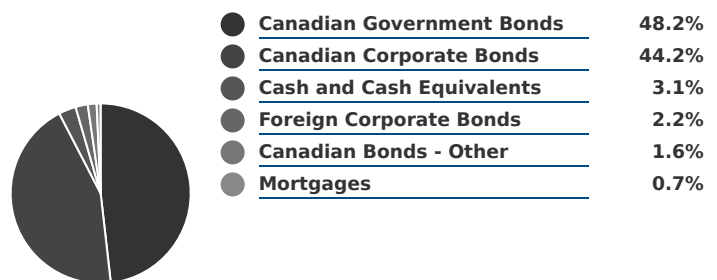 Canadian Government Bonds 48.2%
Canadian Corporate Bonds 44.2%
Cash and Cash Equivalents 3.1%
Foreign Corporate Bonds 2.2%
Canadian Bonds - Other 1.6%
Mortgages 0.7%